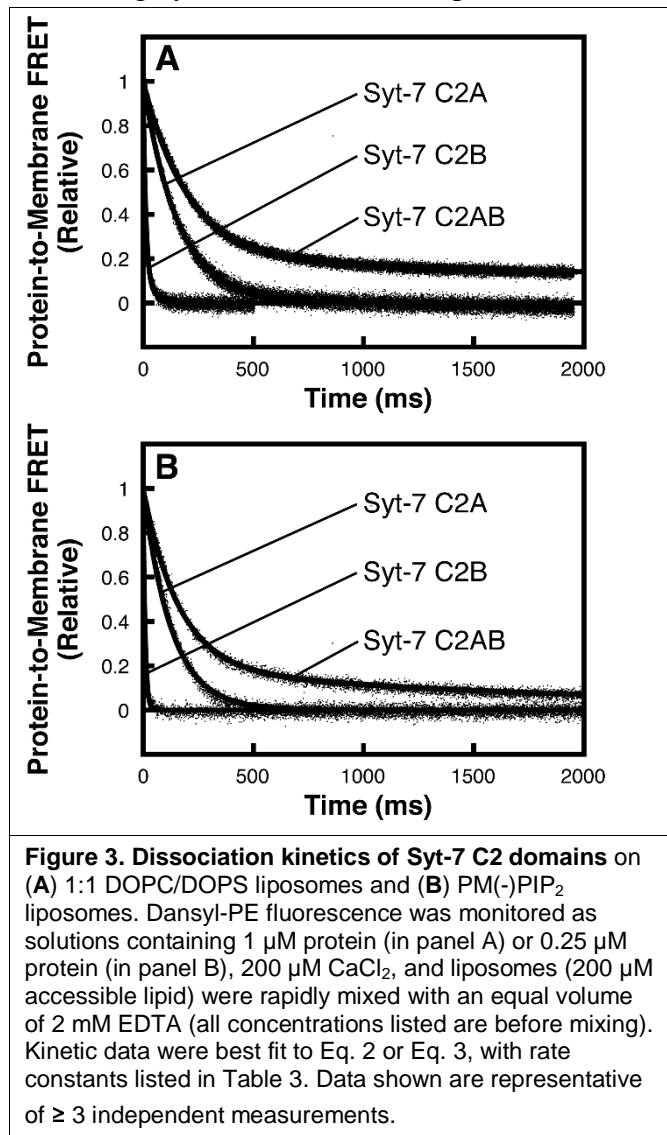 A
Protein-to-Membrane FRET
(Relative)
1
0.8
0.6
0.4
0.2
0
Syt-7 C2A
Syt-7 C2B
Syt-7 C2AB
0 500 1000 1500 2000
Time (ms)
B
Protein-to-Membrane FRET
(Relative)
1
0.8
0.6
0.4
0.2
0
Syt-7 C2A
Syt-7 C2B
Syt-7 C2AB
0 500 1000 1500 2000
Time (ms)
Figure 3. Dissociation kinetics of Syt-7 C2 domains on
(A) 1:1 DOPC/DOPS liposomes and (B) PM(-)PIP₂
liposomes. Dansyl-PE fluorescence was monitored as
solutions containing 1 µM protein (in panel A) or 0.25 µM
protein (in panel B), 200 µM CaCl₂, and liposomes (200 µM
accessible lipid) were rapidly mixed with an equal volume
of 2 mM EDTA (all concentrations listed are before mixing).
Kinetic data were best fit to Eq. 2 or Eq. 3, with rate
constants listed in Table 3. Data shown are representative
of ≥ 3 independent measurements.